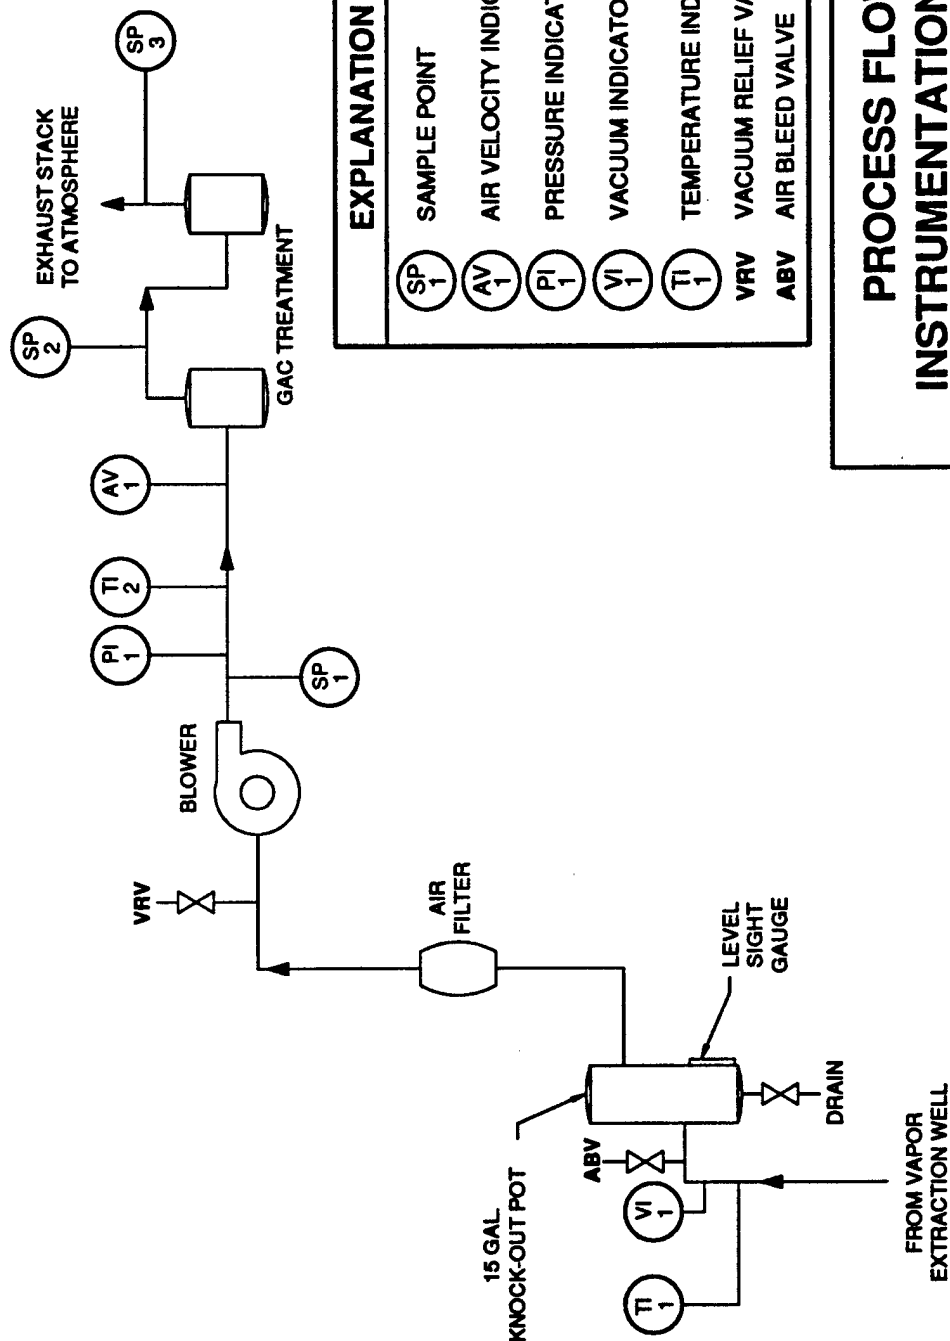 SP
3
EXHAUST STACK
TO ATMOSPHERE
SP
2
GAC TREATMENT
AV
1
TI
2
PI
1
SP
1
BLOWER
VRV
AIR
FILTER
LEVEL
SIGHT
GAUGE
15 GAL
KNOCK-OUT POT
ABV
DRAIN
VI
1
TI
1
FROM VAPOR
EXTRACTION WELL
EXPLANATION
SP
1
SAMPLE POINT
AV
1
AIR VELOCITY INDIC
PI
1
PRESSURE INDICAT
VI
1
VACUUM INDICATO
TI
1
TEMPERATURE IND
VRV
VACUUM RELIEF VA
ABV
AIR BLEED VALVE
PROCESS FLO
INSTRUMENTATION